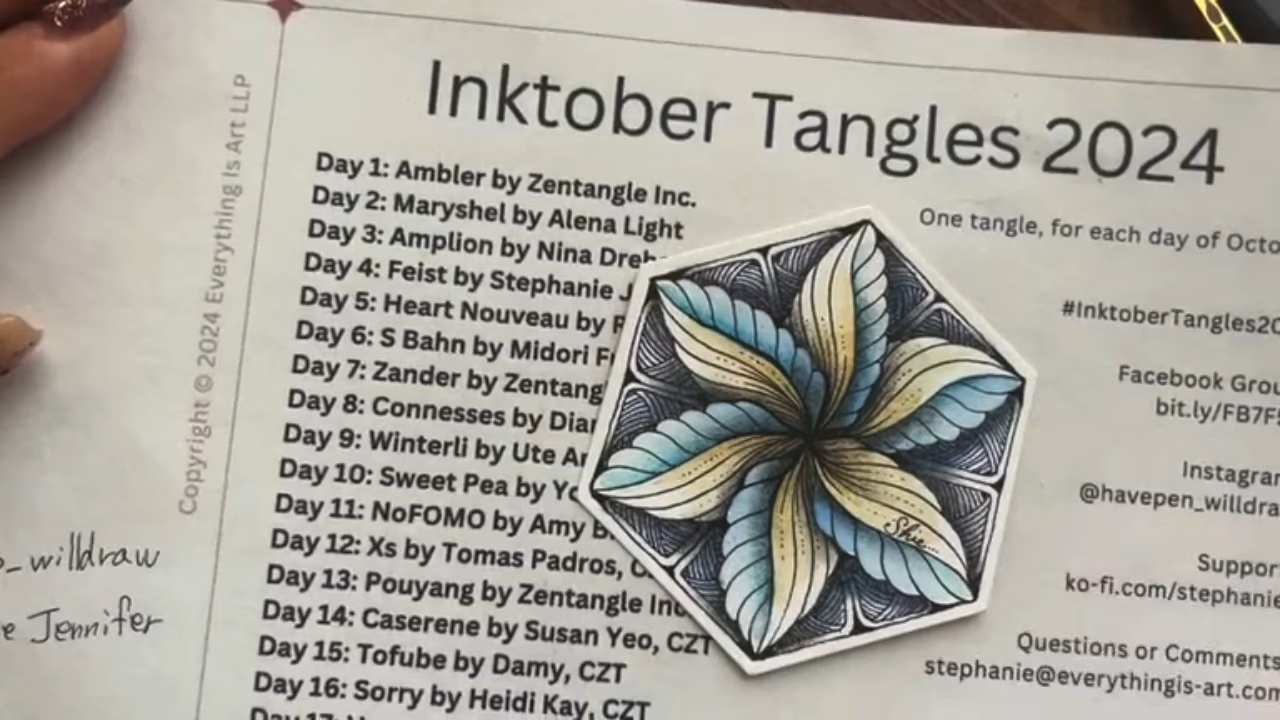 Inktober Tangles 2024
Day 1: Ambler by Zentangle Inc.
Day 2: Maryshel by Alena Light
Day 3: Amplion by Nina
Day 4: Feist by Stephanie
Day 5: Heart Nouveau by
Day 6: S Bahn by Midori
Day 7: Zander by
Day 8: Connesses by
Day 9: Winterli by Ute
Day 10: Sweet Pea by
Day 11: NoFOMO by Amy
Day 12: Xs by Tomas Padros,
Day 13: Pouyang by Zentangle Inc
Day 14: Caserene by Susan Yeo, CZT
Day 15: Tofube by Damy, CZT
Day 16: Sorry by Heidi Kay, CZT
One tangle, for each day of
#InktoberTangles20
Facebook
bit.ly/FB7F
Instagram
@havepen_willdra
Support
ko-fi.com/stephanie
Questions or Comments
stephanie@everythingis-art.com
Copyright © 2024 Everything Is Art LLP
_willdraw
Jennifer